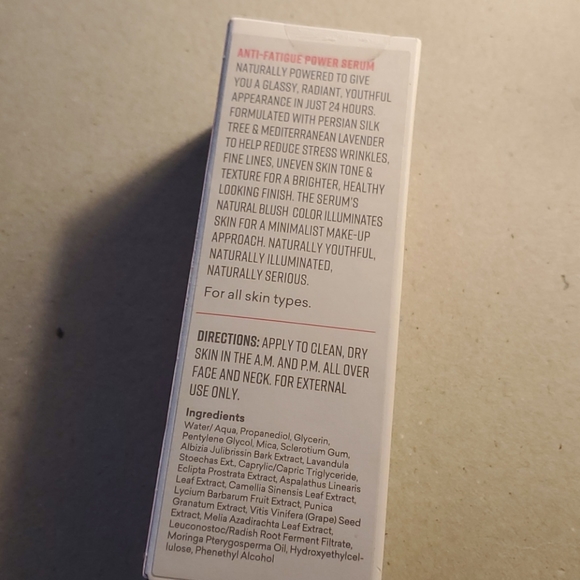 ANTI-FATIGUE POWER SERUM
NATURALLY POWERED TO GIVE
YOU A GLASSY, RADIANT, YOUTHFUL
APPEARANCE IN JUST 24 HOURS.
FORMULATED WITH PERSIAN SILK
TREE & MEDITERRANEAN LAVENDER
TO HELP REDUCE STRESS WRINKLES,
FINE LINES, UNEVEN SKIN TONE &
TEXTURE FOR A BRIGHTER, HEALTHY
LOOKING FINISH. THE SERUM'S
NATURAL BLUSH COLOR ILLUMINATES
SKIN FOR A MINIMALIST MAKE-UP
APPROACH. NATURALLY YOUTHFUL,
NATURALLY ILLUMINATED,
NATURALLY SERIOUS.
For all skin types.
DIRECTIONS: APPLY TO CLEAN, DRY
SKIN IN THE A.M. AND P.M. ALL OVER
FACE AND NECK. FOR EXTERNAL
USE ONLY.
Ingredients
Water/ Aqua, Propanediol, Glycerin,
Pentylene Glycol, Mica, Sclerotium Gum,
Albizia Julibrissin Bark Extract, Lavandula
Stoechas Ext., Caprylic/Capric Triglyceride,
Eclipta Prostrata Extract, Aspalathus Linearis
Leaf Extract, Camellia Sinensis Leaf Extract,
Lycium Barbarum Fruit Extract, Punica
Granatum Extract, Vitis Vinifera (Grape) Seed
Extract, Melia Azadirachta Leaf Extract,
Leuconostoc/Radish Root Ferment Filtrate,
Moringa Pterygosperma Oil, Hydroxyethylcel-
lulose, Phenethyl Alcohol